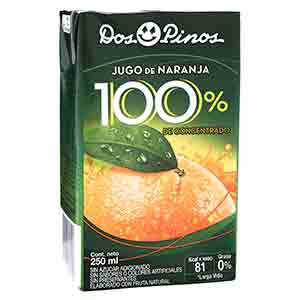 Dos Pinos
JUGO DE NARANJA
100%
DE CONCENTRADO
Cont. neto
250 ml
SIN AZÚCAR ADICIONADO
SIN SABORES O COLORES ARTIFICIALES
SIN PRESERVANTES
ELABORADO CON FRUTA NATURAL
Kcal x vaso
81
Grasa
0%
*Larga Vida